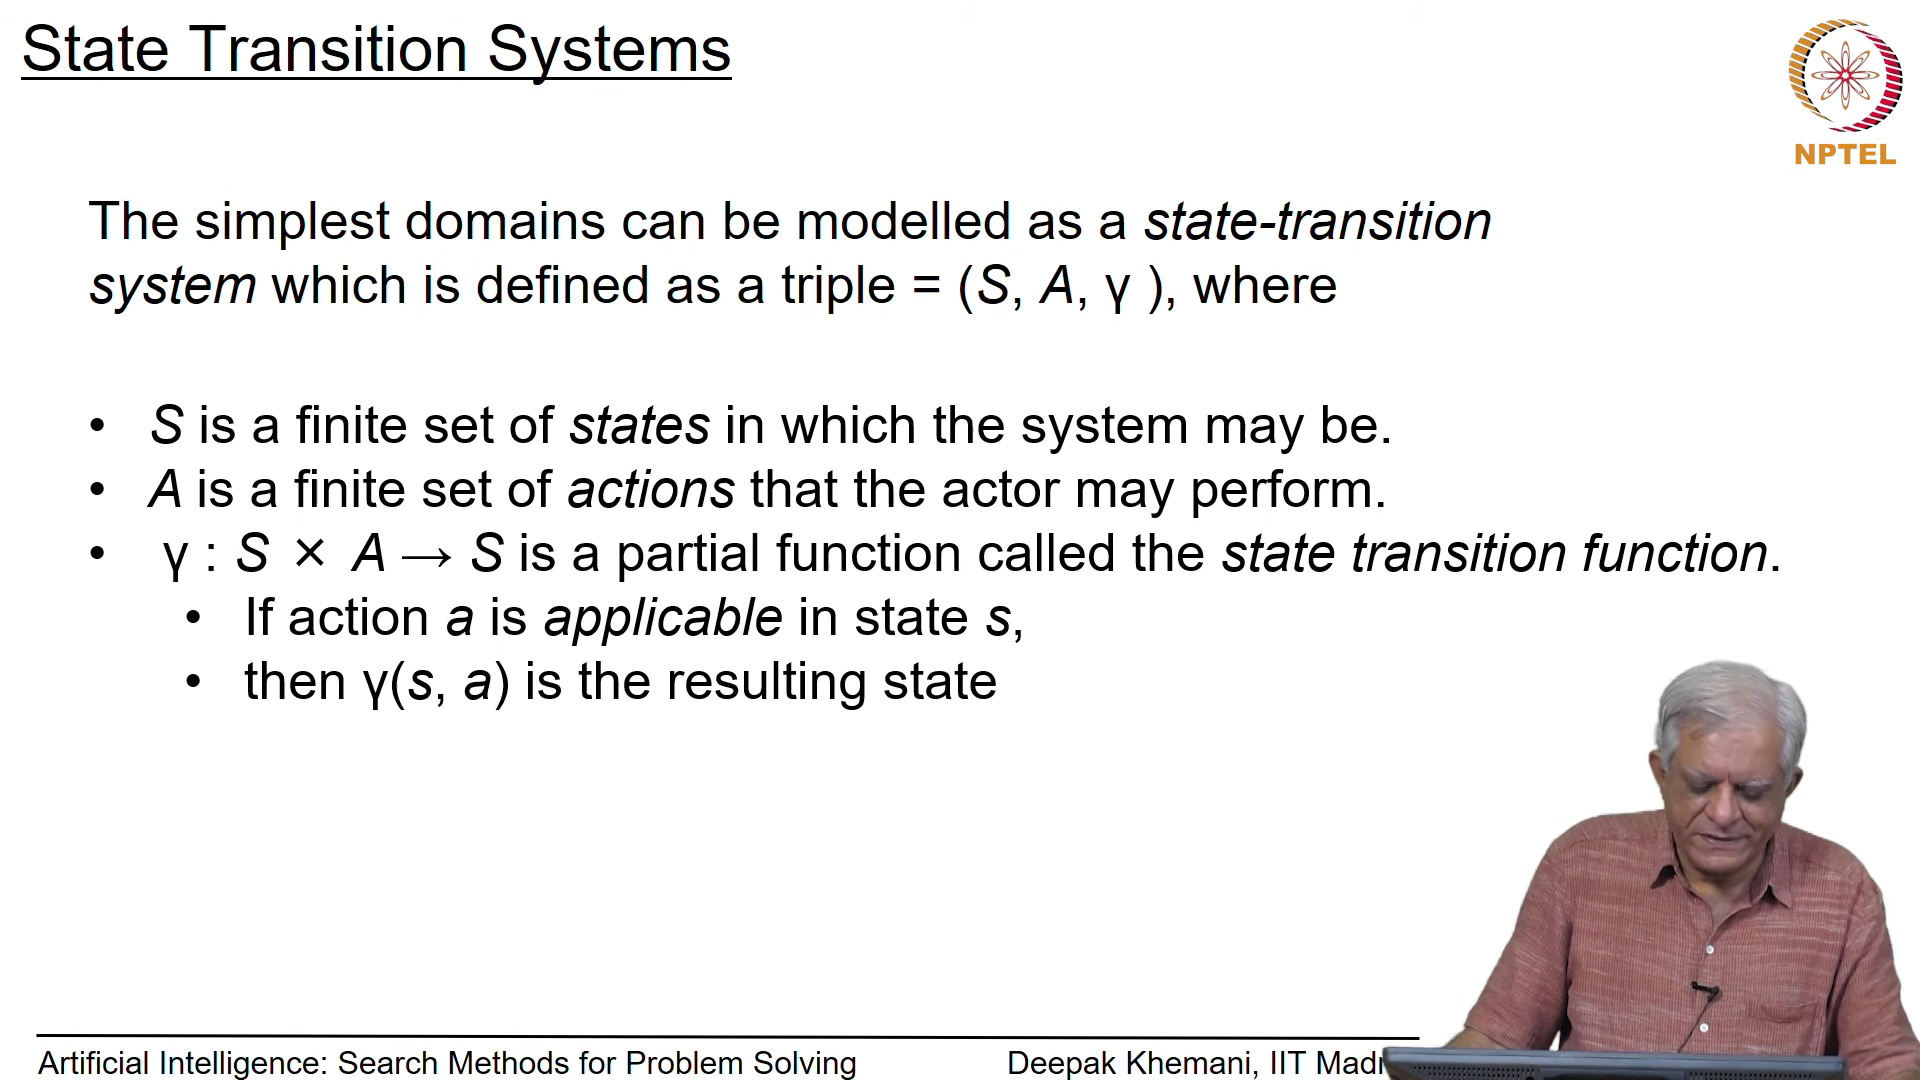 State Transition Systems
NPTEL
The simplest domains can be modelled as a state-transition
system which is defined as a triple = (S, A, γ ), where
• S is a finite set of states in which the system may be.
• A is a finite set of actions that the actor may perform.
• γ : S × A → S is a partial function called the state transition function.
• If action a is applicable in state s,
• then γ(s, a) is the resulting state
Artificial Intelligence: Search Methods for Problem Solving
Deepak Khemani, IIT